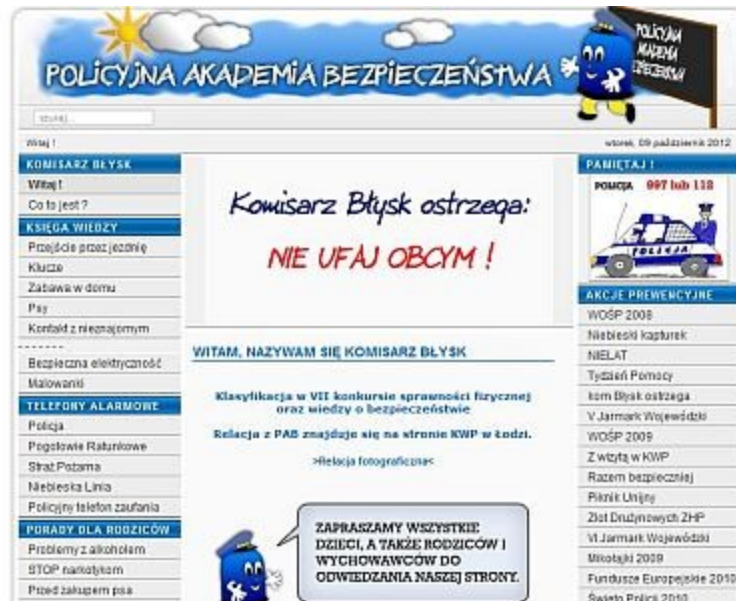 POLICYJNA AKADEMIA BEZPIECZEŃSTWA
POLICYJNA
AKADEMIA
BEZPIECZEŃSTWA
szukaj...
Witaj !
wtorek, 09 październik 2012
KOMISARZ BŁYSK
Witaj !
Co to jest ?
KSIĘGA WIEDZY
Przejście przez jezdnię
Klucze
Zabawa w domu
Psy
Kontakt z nieznajomym
- - - - - - -
Bezpieczna elektryczność
Malowanki
TELEFONY ALARMOWE
Policja
Pogotowie Ratunkowe
Straż Pożarna
Niebieska Linia
Policyjny telefon zaufania
PORADY DLA RODZICÓW
Problemy z alkoholem
STOP narkotykom
Przed zakupem psa
Komisarz Błysk ostrzega:
NIE UFAJ OBCYM !
WITAM, NAZYWAM SIĘ KOMISARZ BŁYSK
Klasyfikacja w VII konkursie sprawności fizycznej
oraz wiedzy o bezpieczeństwie
Relacja z PAB znajduje się na stronie KWP w Łodzi.
>Relacja fotograficzna<
ZAPRASZAMY WSZYSTKIE
DZIECI, A TAKŻE RODZICÓW I
WYCHOWAWCÓW DO
ODWIEDZANIA NASZEJ STRONY.
PAMIĘTAJ !
POLICJA 997 lub 112
POLICJA
AKCJE PREWENCYJNE
WOŚP 2008
Niebieski kapturek
NIELAT
Tydzień Pomocy
kom Błysk ostrzega
V Jarmark Wojewódzki
WOŚP 2009
Z wizytą w KWP
Razem bezpieczniej
Piknik Unijny
Zlot Drużynowych ZHP
VI Jarmark Wojewódzki
Mikołajki 2009
Fundusze Europejskie 2010
Święto Policji 2010